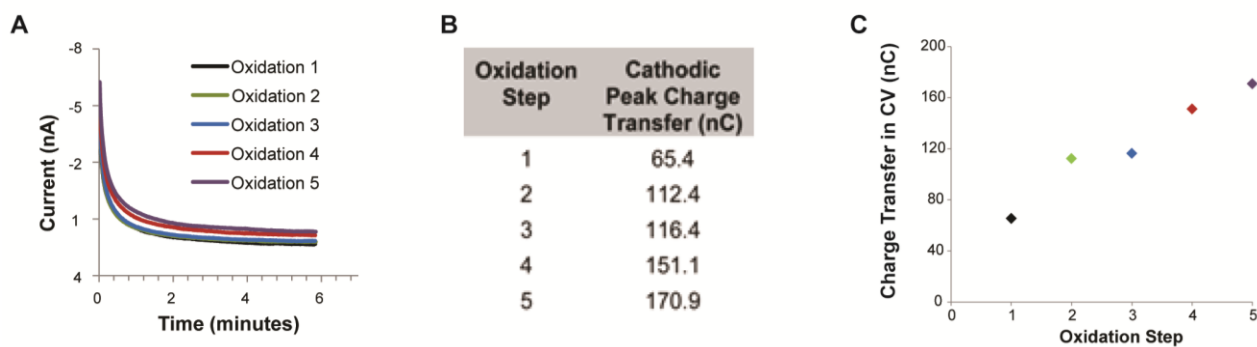 A
Current (nA)
-8
-5
-2
1
4
Oxidation 1
Oxidation 2
Oxidation 3
Oxidation 4
Oxidation 5
0
2
4
6
8
Time (minutes)
B
Oxidation Step
Cathodic Peak Charge Transfer (nC)
1 65.4
2 112.4
3 116.4
4 151.1
5 170.9
C
Charge Transfer in CV (nC)
200
160
120
80
40
0
0 1 2 3 4 5
Oxidation Step